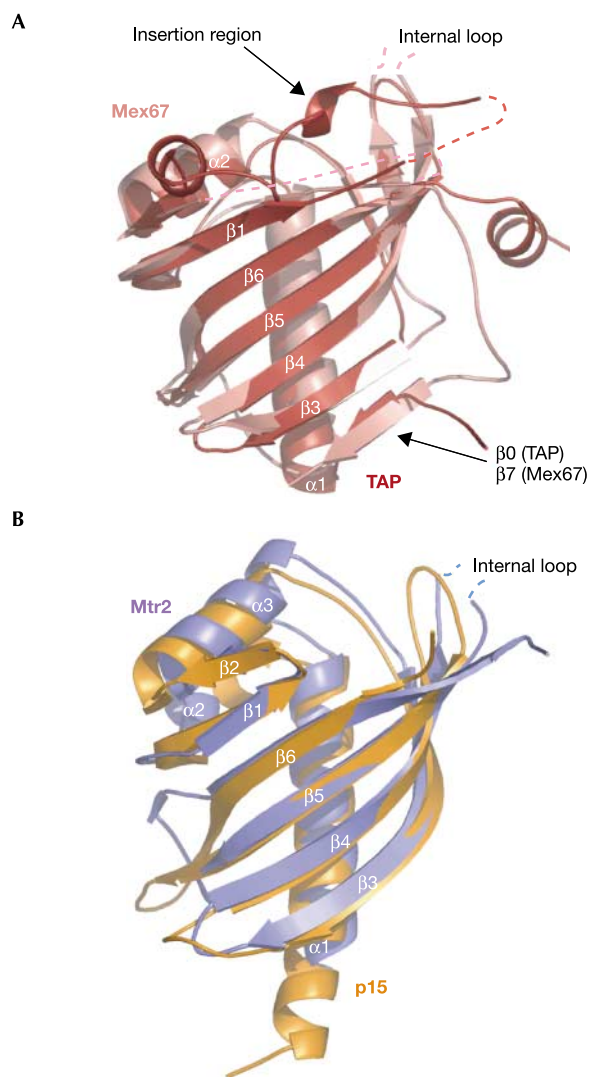 A
Insertion region
Internal loop
Mex67
α2
β1
β6
β5
β4
β3
α1
TAP
β0 (TAP)
β7 (Mex67)
B
Internal loop
Mtr2
α3
β2
α2
β1
β6
β5
β4
β3
α1
p15